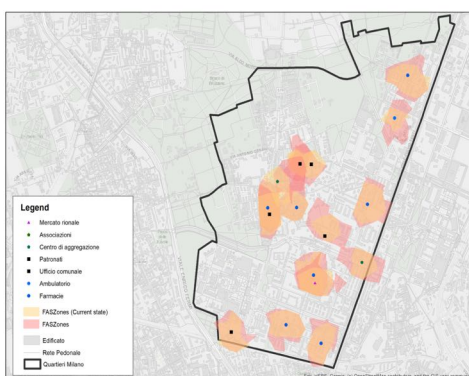 Legend
Mercato rionale
Associazioni
Centro di aggregazione
Patronati
Ufficio comunale
Ambulatorio
Farmacie
FASZones (Current state)
FASZones
Edificato
Rete Pedonale
Quartieri Milano